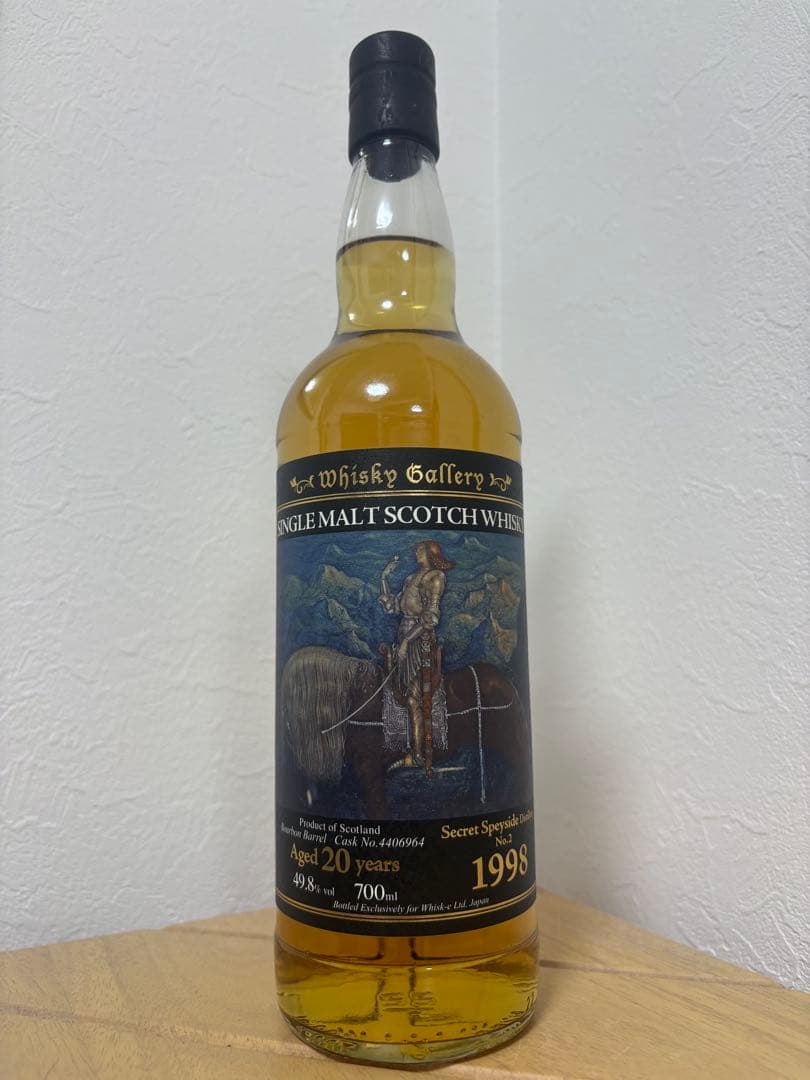 Whisky Gallery
SINGLE MALT SCOTCH WHISKY
Product of Scotland
Bourbon Barrel Cask No.4406964
Aged 20 years
49.8% vol 700ml
Secret Speyside Distillery
No.2
1998
Bottled Exclusively for Whisk-e Ltd, Japan